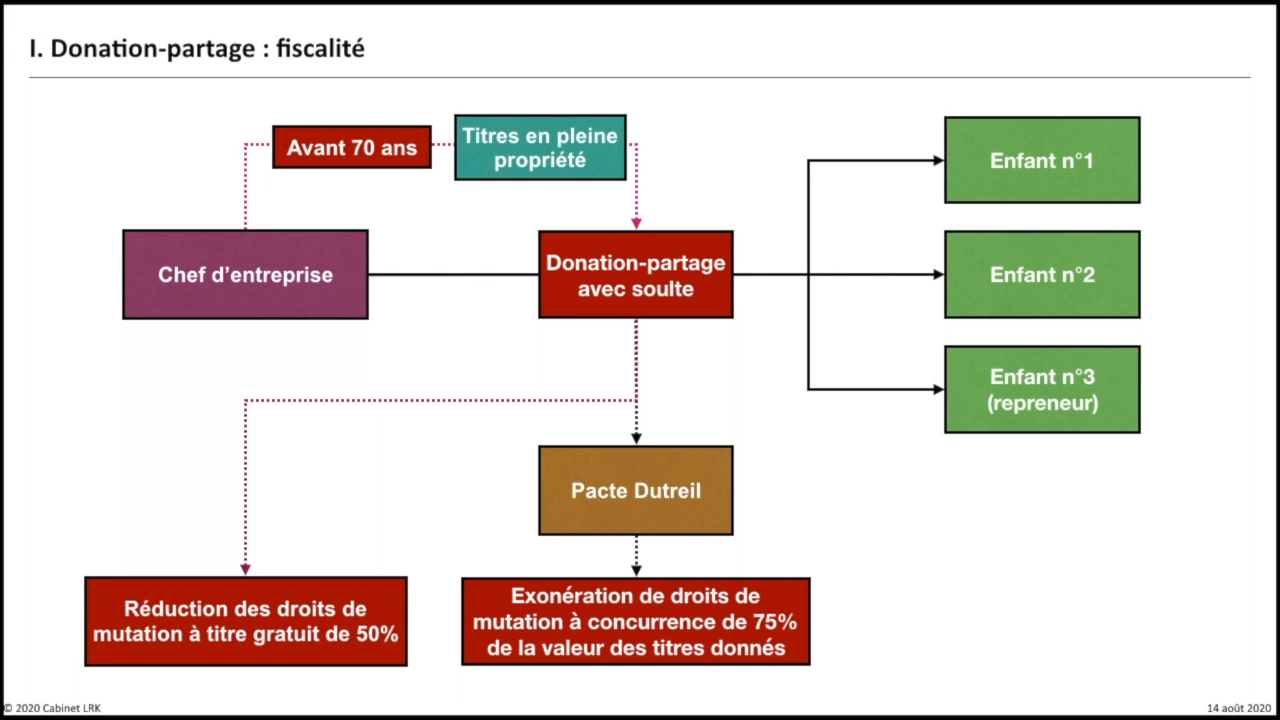 I. Donation-partage : fiscalité
Avant 70 ans
Titres en pleine
propriété
Enfant n°1
Chef d’entreprise
Donation-partage
avec soulte
Enfant n°2
Enfant n°3
(repreneur)
Pacte Dutreil
Réduction des droits de
mutation à titre gratuit de 50%
Exonération de droits de
mutation à concurrence de 75%
de la valeur des titres donnés
© 2020 Cabinet LRK
14 août 2020